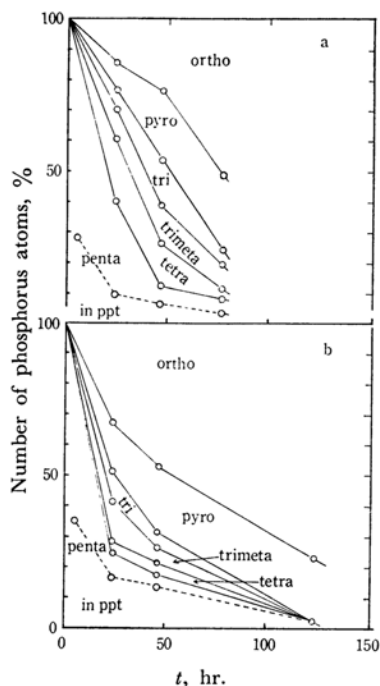 Number of phosphorus atoms, %
100
50
a
ortho
pyro
tri
trimeta
tetra
penta
in ppt
100
50
0
b
ortho
tri
pyro
penta
trimeta
tetra
in ppt
0
50
100
150
t, hr.